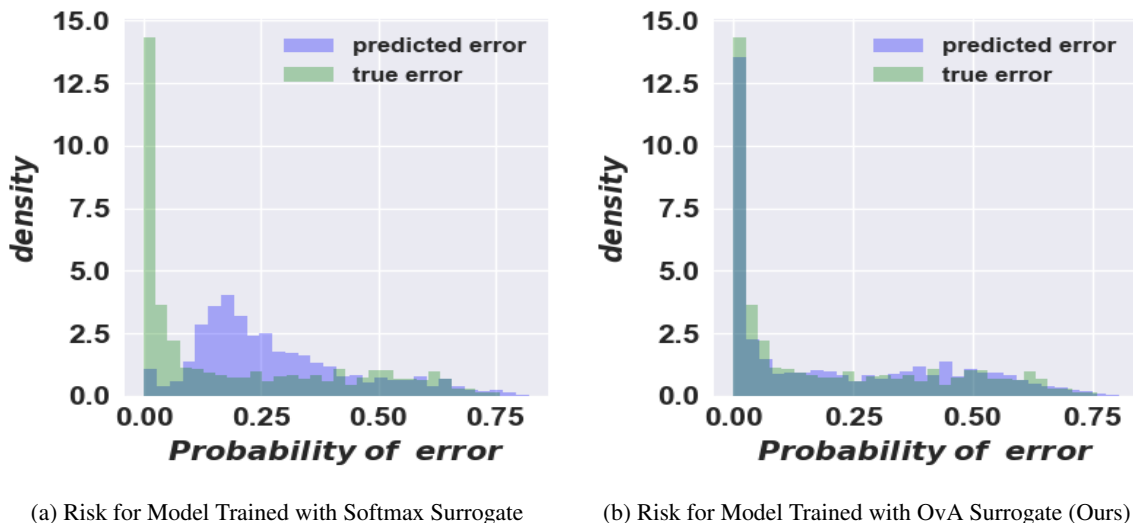 15.0
12.5
10.0
7.5
5.0
2.5
0.0
density
predicted error
true error
0.00 0.25 0.50 0.75
Probability of error
(a) Risk for Model Trained with Softmax Surrogate
15.0
12.5
10.0
7.5
5.0
2.5
0.0
density
predicted error
true error
0.00 0.25 0.50 0.75
Probability of error
(b) Risk for Model Trained with OvA Surrogate (Ours)